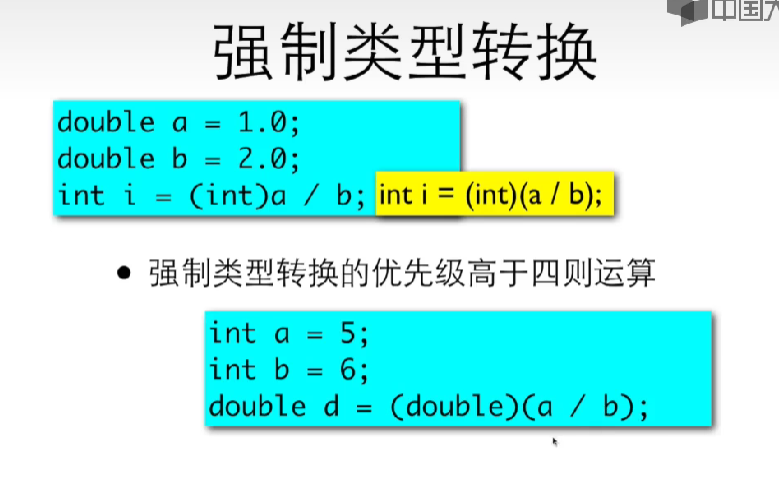 中国大
强制类型转换
double a = 1.0;
double b = 2.0;
int i = (int)a / b; int i = (int)(a / b);
• 强制类型转换的优先级高于四则运算
int a = 5;
int b = 6;
double d = (double)(a / b);